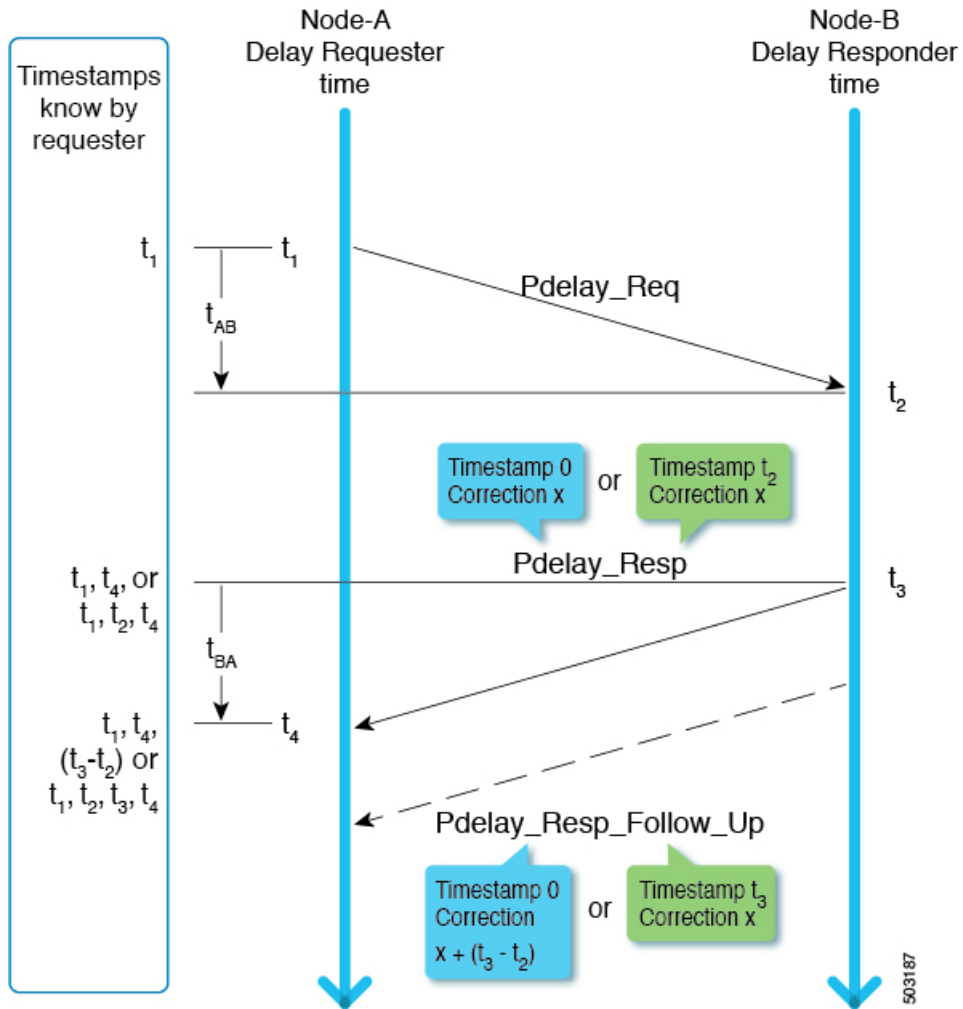 Node-A
Delay Requester
time
Node-B
Delay Responder
time
Timestamps
know by
requester
t₁
t₁
Pdelay_Req
t_AB
t₂
Timestamp 0
Correction x
or
Timestamp t₂
Correction x
Pdelay_Resp
t₁, t₄, or
t₁, t₂, t₄
t₃
t_BA
t₁, t₄,
(t₃-t₂) or
t₁, t₂, t₃, t₄
t₄
Pdelay_Resp_Follow_Up
Timestamp 0
Correction
x + (t₃ - t₂)
or
Timestamp t₃
Correction x
503187